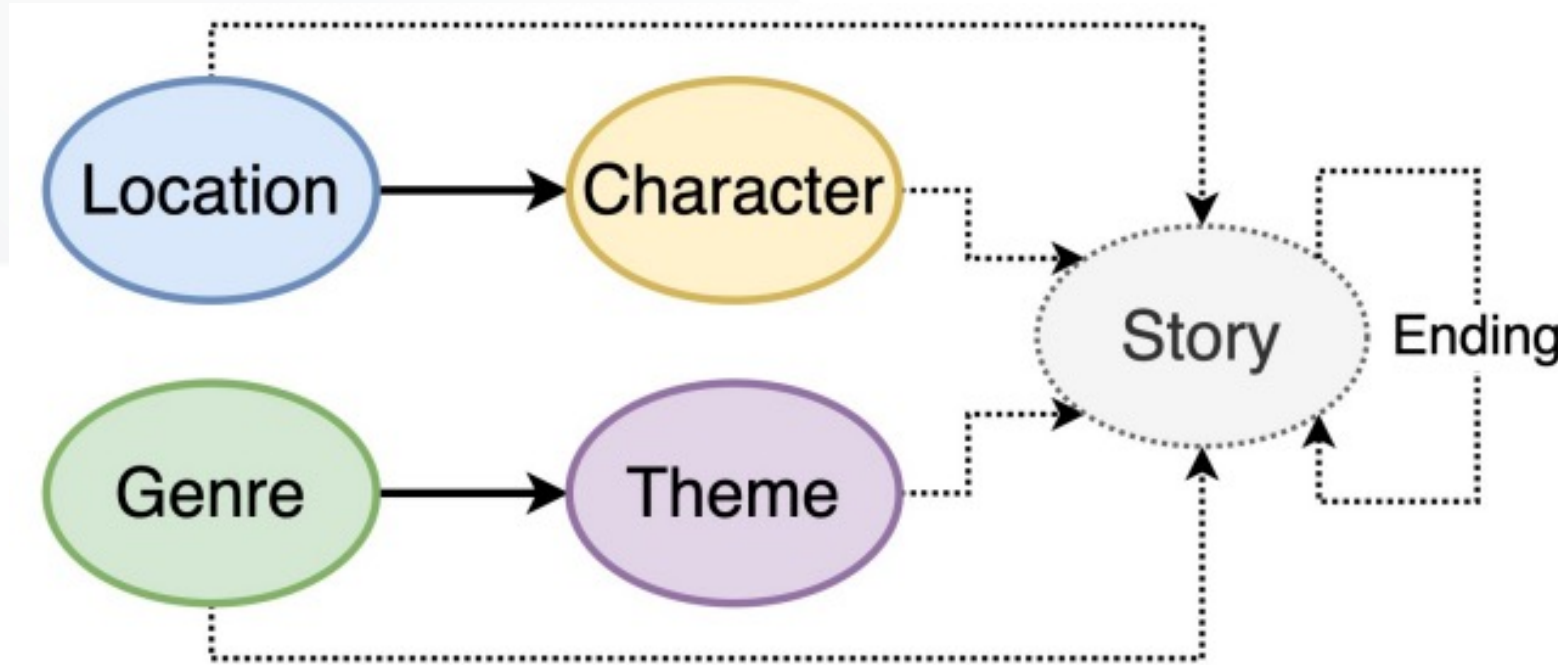 Location
Character
Story
Ending
Genre
Theme